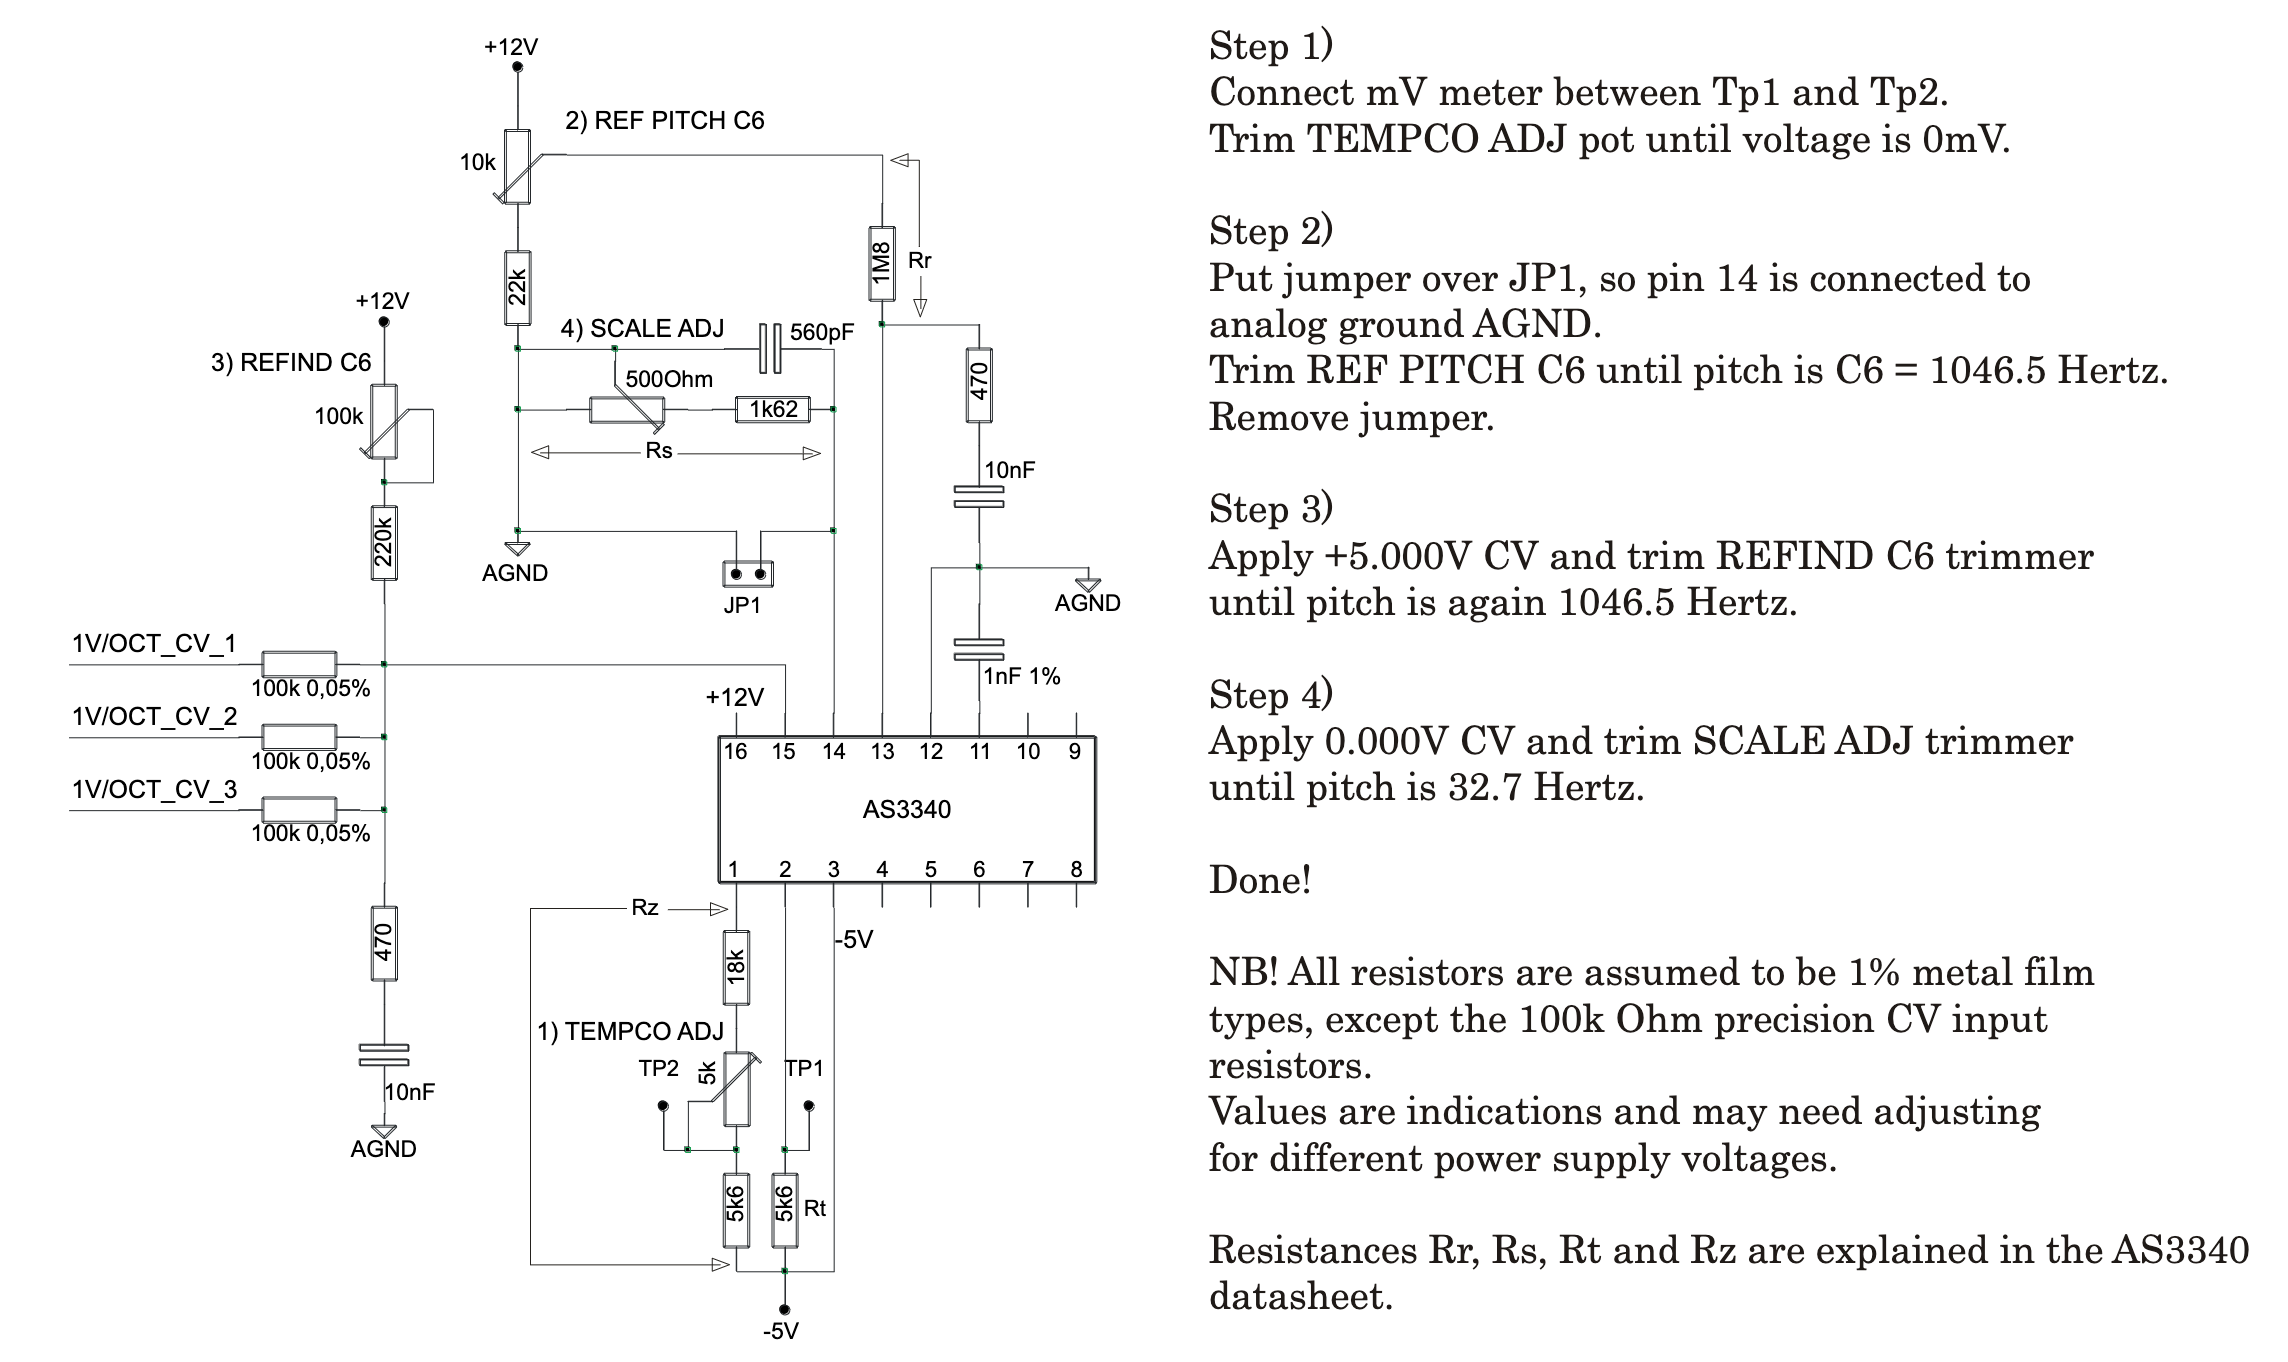 +12V
2) REF PITCH C6
10k
22k
1M8
Rr
+12V
3) REFIND C6
100k
4) SCALE ADJ
560pF
500Ohm
1k62
Rs
470
10nF
220k
AGND
JP1
AGND
1nF 1%
1V/OCT_CV_1
100k 0,05%
1V/OCT_CV_2
100k 0,05%
1V/OCT_CV_3
100k 0,05%
+12V
16 15 14 13 12 11 10 9
AS3340
1 2 3 4 5 6 7 8
Rz
-5V
470
18k
1) TEMPCO ADJ
TP2
5k
TP1
10nF
AGND
5k6
5k6
Rt
-5V
Step 1)
Connect mV meter between Tp1 and Tp2.
Trim TEMPCO ADJ pot until voltage is 0mV.
Step 2)
Put jumper over JP1, so pin 14 is connected to
analog ground AGND.
Trim REF PITCH C6 until pitch is C6 = 1046.5 Hertz.
Remove jumper.
Step 3)
Apply +5.000V CV and trim REFIND C6 trimmer
until pitch is again 1046.5 Hertz.
Step 4)
Apply 0.000V CV and trim SCALE ADJ trimmer
until pitch is 32.7 Hertz.
Done!
NB! All resistors are assumed to be 1% metal film
types, except the 100k Ohm precision CV input
resistors.
Values are indications and may need adjusting
for different power supply voltages.
Resistances Rr, Rs, Rt and Rz are explained in the AS3340
datasheet.